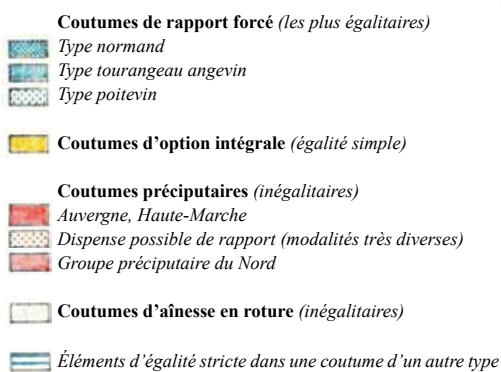 Coutumes de rapport forcé (les plus égalitaires)
Type normand
Type tourangeau angevin
Type poitevin
Coutumes d’option intégrale (égalité simple)
Coutumes préciputaires (inégalitaires)
Auvergne, Haute-Marche
Dispense possible de rapport (modalités très diverses)
Groupe préciputaire du Nord
Coutumes d’aînesse en roture (inégalitaires)
Éléments d’égalité stricte dans une coutume d’un autre type